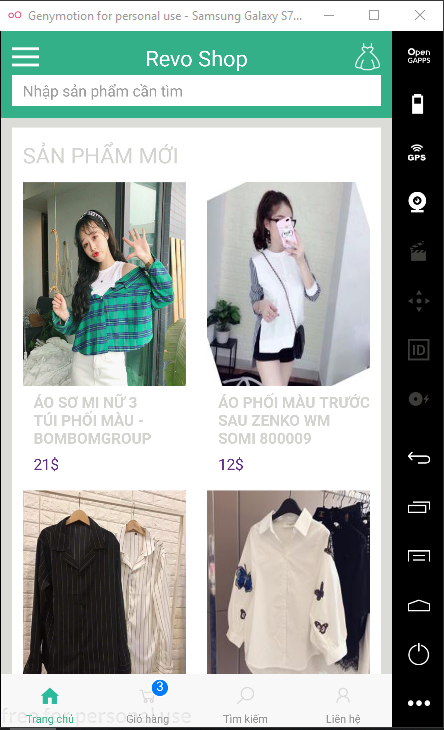 Genymotion for personal use - Samsung Galaxy S7...
Open
GAPPS
Revo Shop
Nhập sản phẩm cần tìm
GPS
SẢN PHẨM MỚI
ID
ÁO SƠ MI NỮ 3
TÚI PHỐI MÀU -
BOMBOMGROUP
21$
ÁO PHỐI MÀU TRƯỚC
SAU ZENKO WM
SOMI 800009
12$
3
Trang chủ
Giỏ hàng
Tìm kiếm
Liên hệ
free for personal use